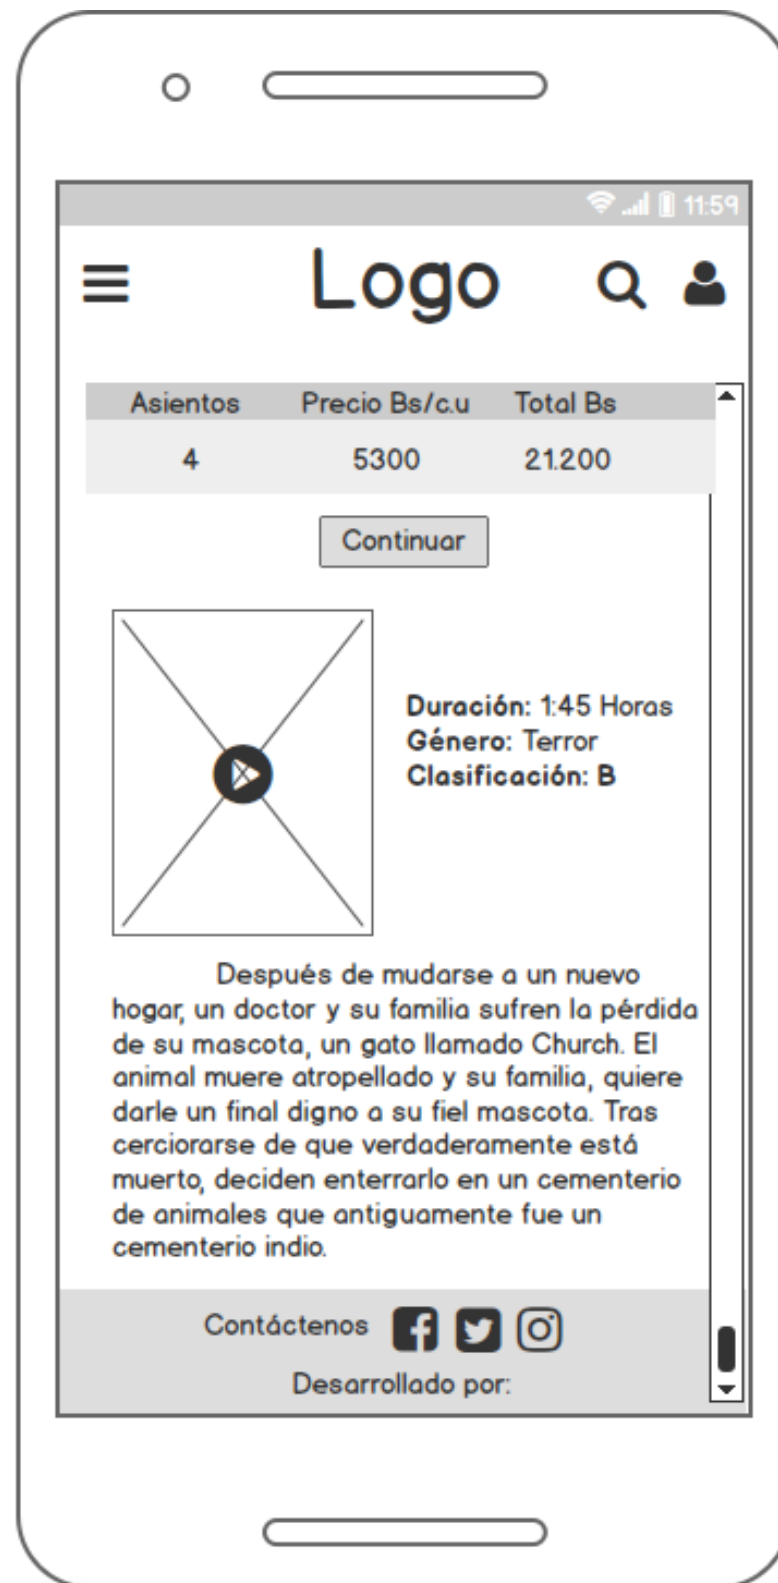 11:59
Logo
Asientos Precio Bs/c.u Total Bs
4 5300 21.200
Continuar
Duración: 1:45 Horas
Género: Terror
Clasificación: B
Después de mudarse a un nuevo
hogar, un doctor y su familia sufren la pérdida
de su mascota, un gato llamado Church. El
animal muere atropellado y su familia, quiere
darle un final digno a su fiel mascota. Tras
cerciorarse de que verdaderamente está
muerto, deciden enterrarlo en un cementerio
de animales que antiguamente fue un
cementerio indio.
Contáctenos
Desarrollado por: